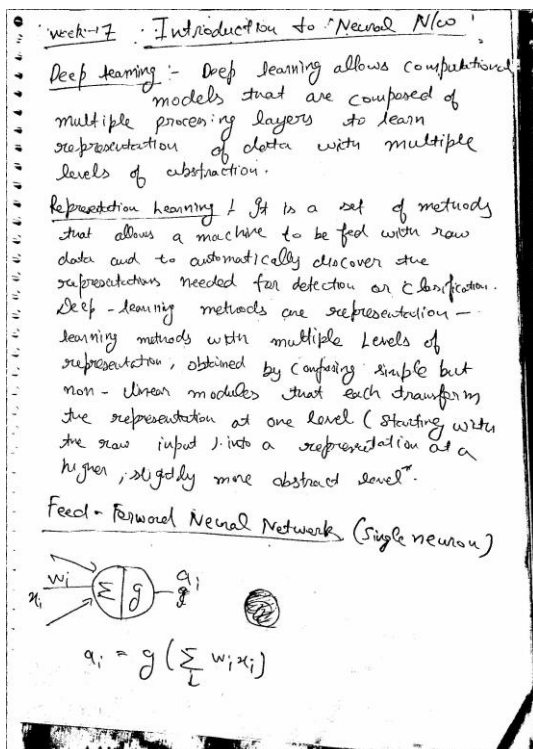 week-7 : Introduction to Neural N/w
Deep learning :- Deep learning allows computational
models that are composed of
multiple processing layers to learn
representation of data with multiple
levels of abstraction.
Represetation Learning : It is a set of methods
that allows a machine to be fed with raw
data and to automatically discover the
represetations needed for detection or classification.
Deep-learning methods are representation-
learning methods with multiple Levels of
representation, obtained by composing simple but
non-linear modules that each transform
the representation at one level (starting with
the raw input) into a represetation at a
higher, slightly more abstract level".
Feed-Forward Neural Network (Single neuron)
wi ai
xi Σ g g
ai = g (Σ wi xi)
i